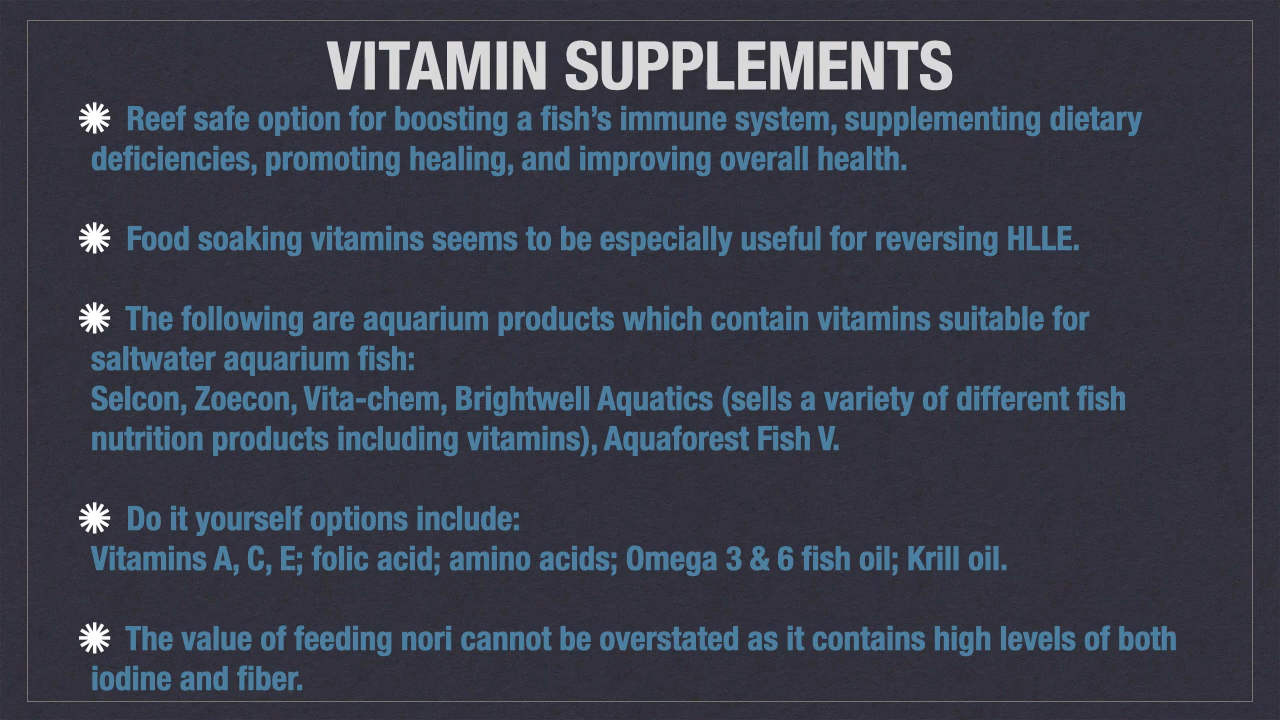 VITAMIN SUPPLEMENTS
Reef safe option for boosting a fish’s immune system, supplementing dietary
deficiencies, promoting healing, and improving overall health.
Food soaking vitamins seems to be especially useful for reversing HLLE.
The following are aquarium products which contain vitamins suitable for
saltwater aquarium fish:
Selcon, Zoecon, Vita-chem, Brightwell Aquatics (sells a variety of different fish
nutrition products including vitamins), Aquaforest Fish V.
Do it yourself options include:
Vitamins A, C, E; folic acid; amino acids; Omega 3 & 6 fish oil; Krill oil.
The value of feeding nori cannot be overstated as it contains high levels of both
iodine and fiber.